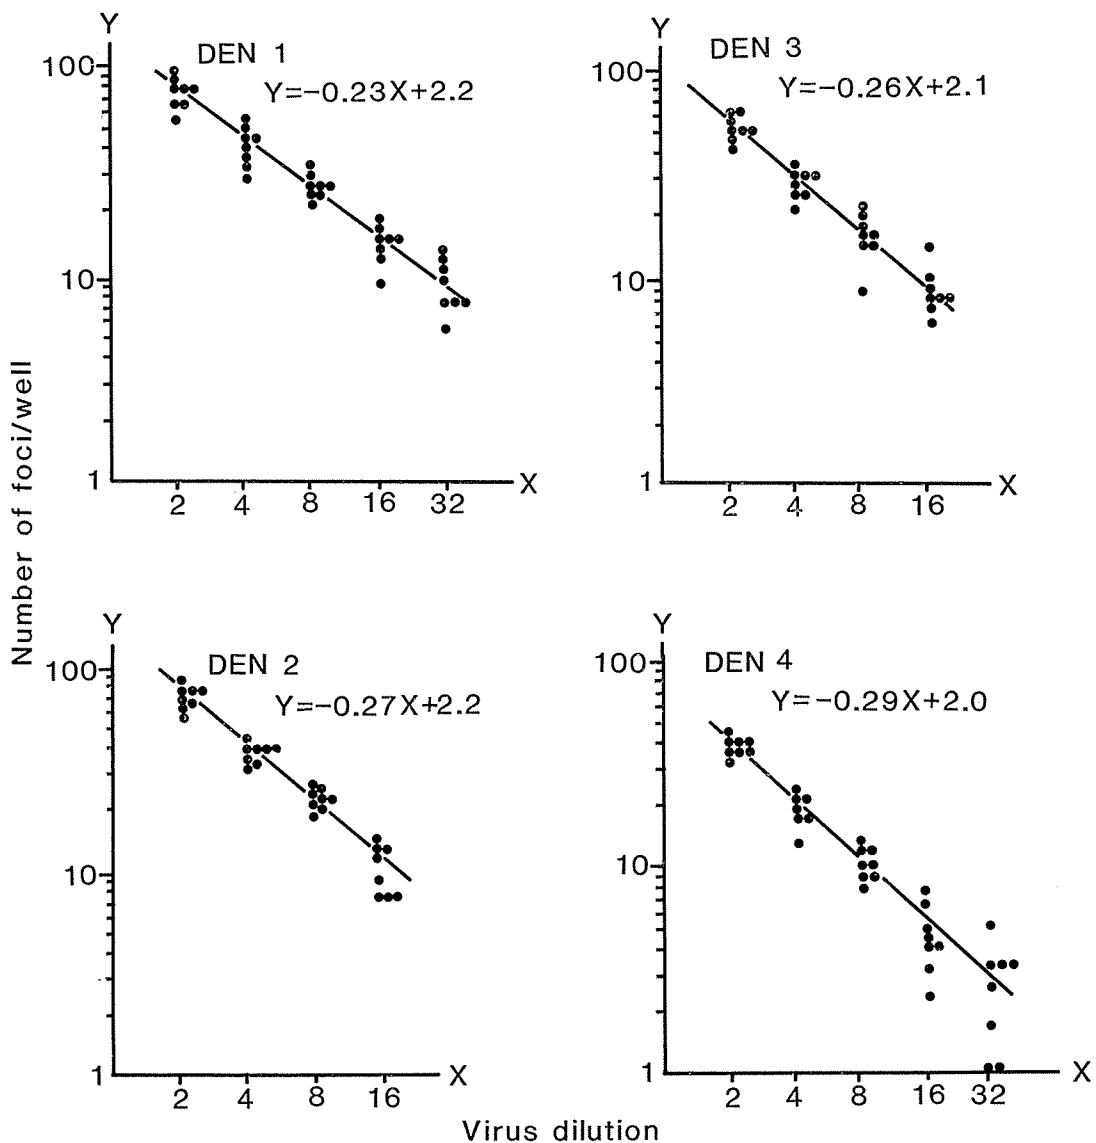 Number of foci/well
Y
DEN 1
Y=-0.23X+2.2
100
10
1
2 4 8 16 32
X
Y
DEN 3
Y=-0.26X+2.1
100
10
1
2 4 8 16
X
Y
DEN 2
Y=-0.27X+2.2
100
10
1
2 4 8 16
X
Y
DEN 4
Y=-0.29X+2.0
100
10
1
2 4 8 16 32
X
Virus dilution